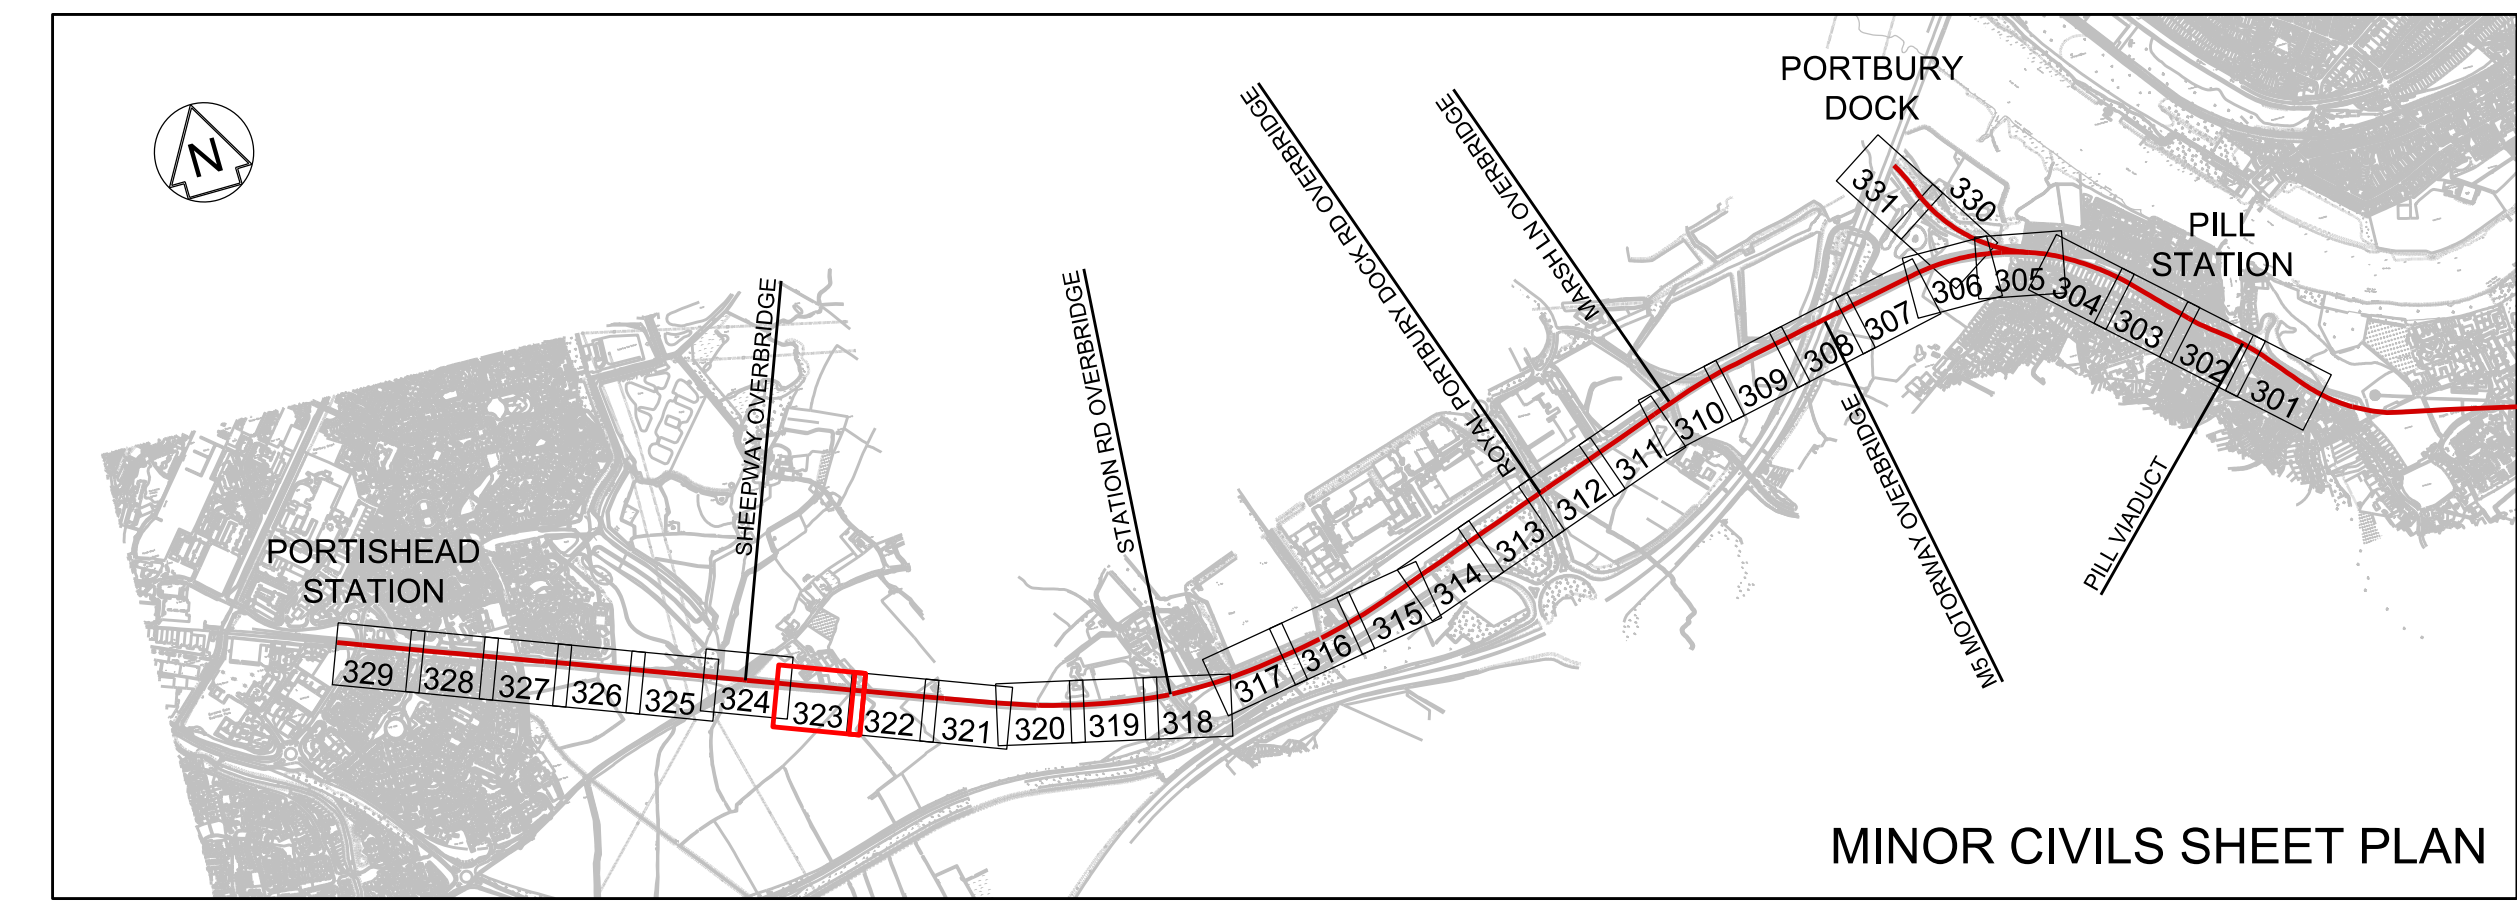 N
PORTBURY
DOCK
PILL
STATION
PORTISHEAD
STATION
SHEEPWAY OVERBRIDGE
STATION RD OVERBRIDGE
ROYAL PORTBURY DOCK RD OVERBRIDGE
MARSH LN OVERBRIDGE
M5 MOTORWAY OVERBRIDGE
PILL VIADUCT
329
328
327
326
325
324
323
322
321
320
319
318
317
316
315
314
313
312
311
310
309
308
307
306
305
304
303
302
301
331
330
MINOR CIVILS SHEET PLAN